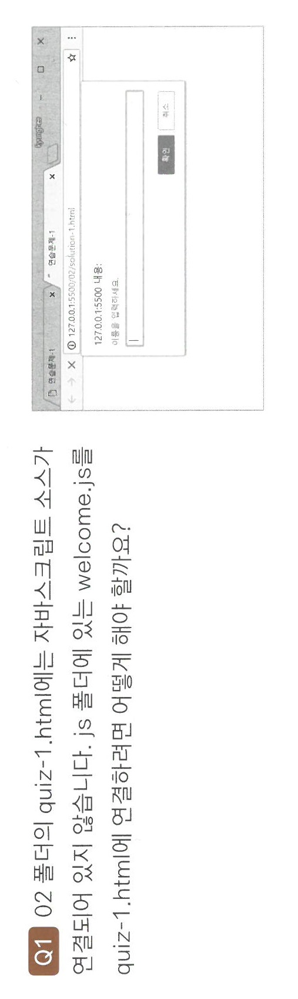 Q1 02 폴더의 quiz-1.html에는 자바스크립트 소스가
연결되어 있지 않습니다. js 폴더에 있는 welcome.js를
quiz-1.html에 연결하려면 어떻게 해야 할까요?
연습문제-1
연습문제-1
127.0.0.1:5500/02/solution-1.html
127.0.0.1:5500 내용:
이름을 입력하세요.
확인
취소